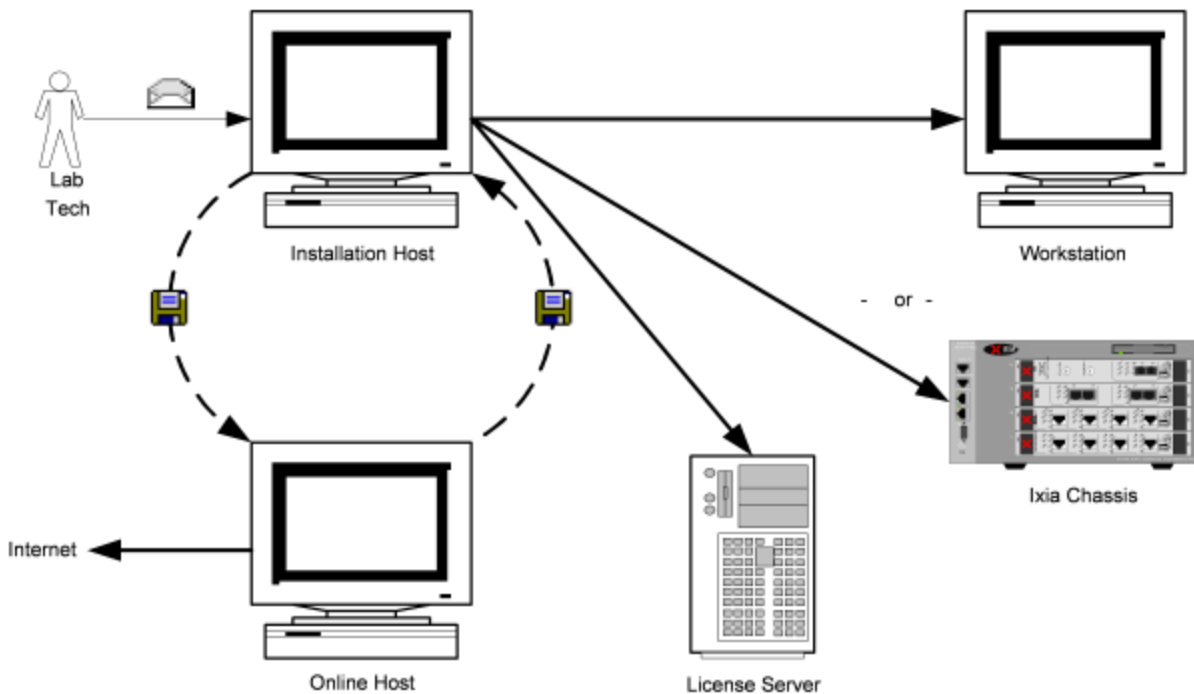 Lab
Tech
Installation Host
Workstation
- or -
Ixia Chassis
Internet
Online Host
License Server